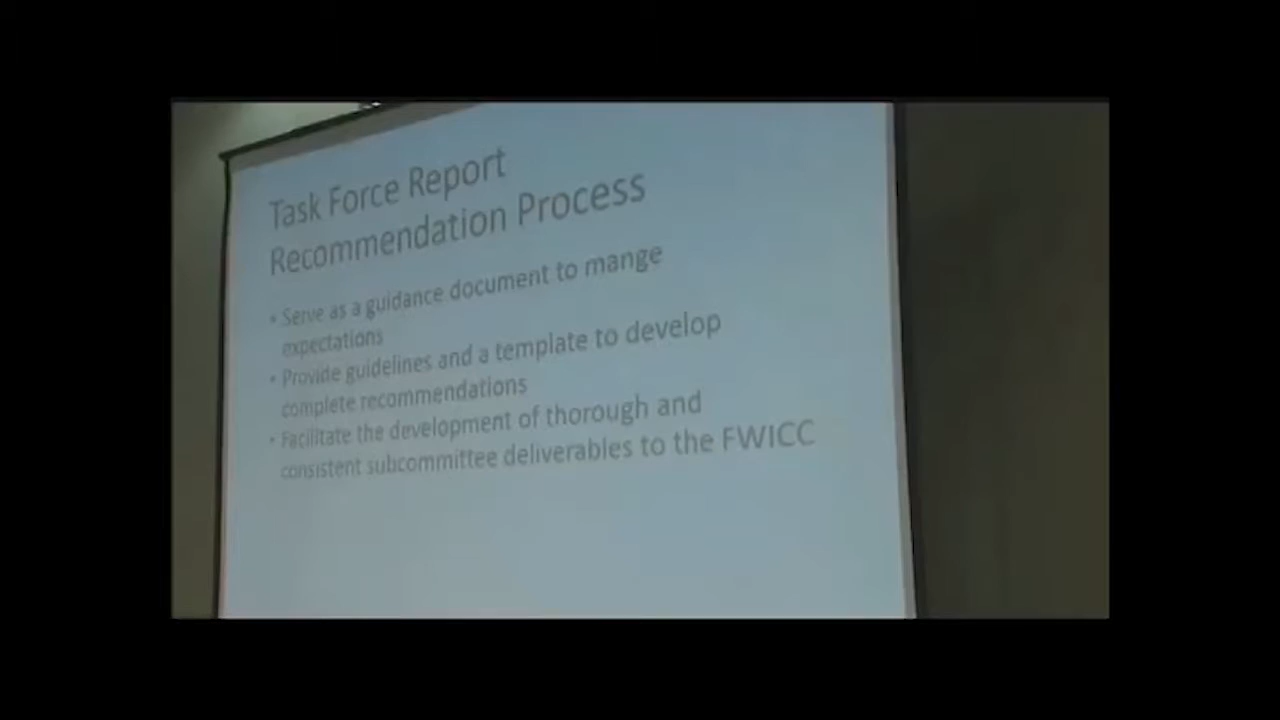 Task Force Report
Recommendation Process
• Serve as a guidance document to mange
expectations
• Provide guidelines and a template to develop
complete recommendations
• Facilitate the development of thorough and
consistent subcommittee deliverables to the FWICC